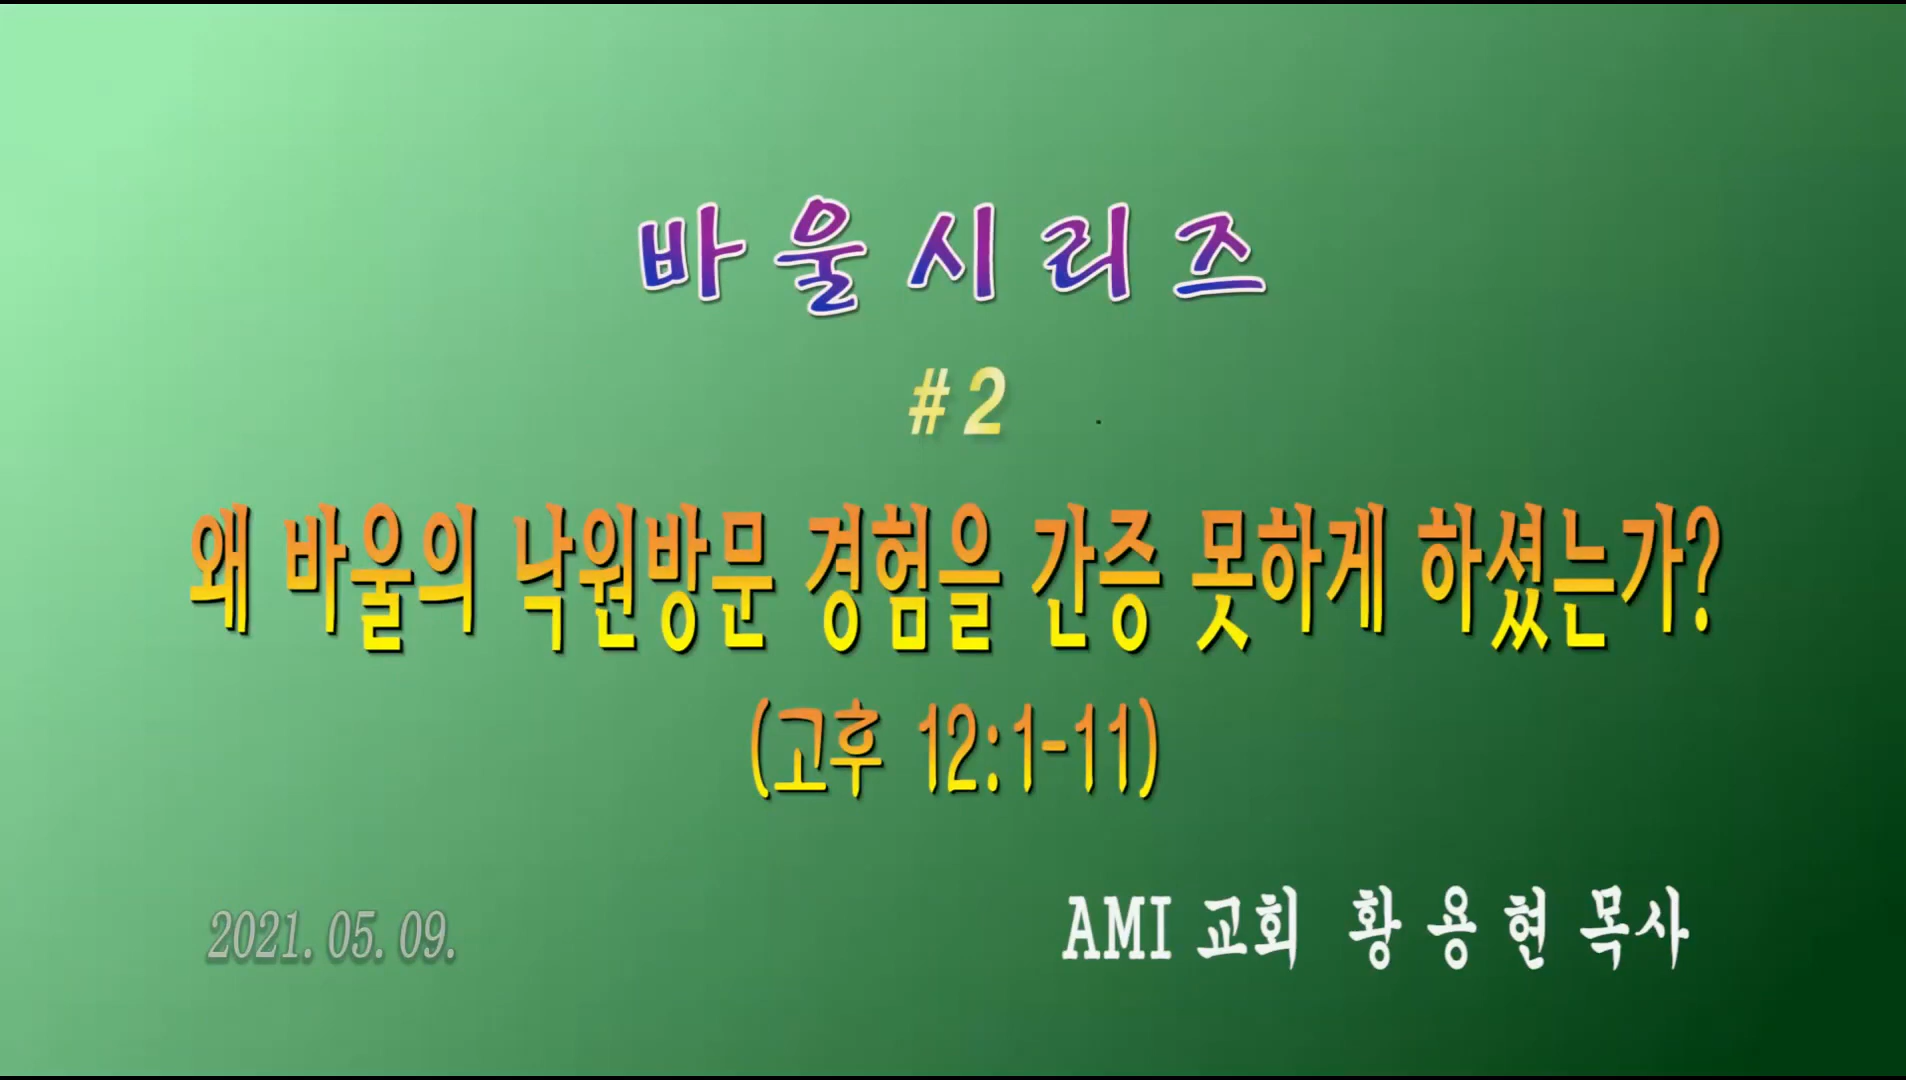 바울시리즈
#2
왜 바울의 낙원방문 경험을 간증 못하게 하셨는가?
(고후 12:1-11)
2021. 05. 09.
AMI 교회 황 용 현 목사